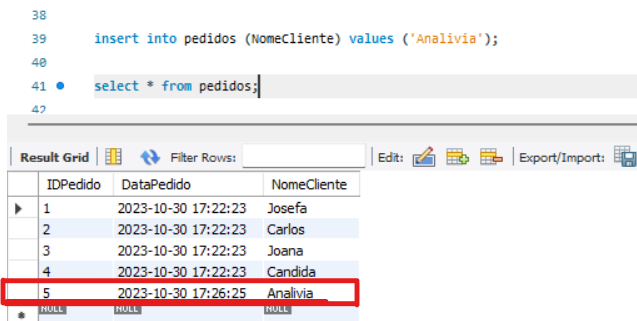 38
39 insert into pedidos (NomeCliente) values ('Analivia');
40
41 select * from pedidos;
42
Result Grid Filter Rows: Edit: Export/Import:
IDPedido DataPedido NomeCliente
1 2023-10-30 17:22:23 Josefa
2 2023-10-30 17:22:23 Carlos
3 2023-10-30 17:22:23 Joana
4 2023-10-30 17:22:23 Candida
5 2023-10-30 17:26:25 Analivia
NULL NULL NULL